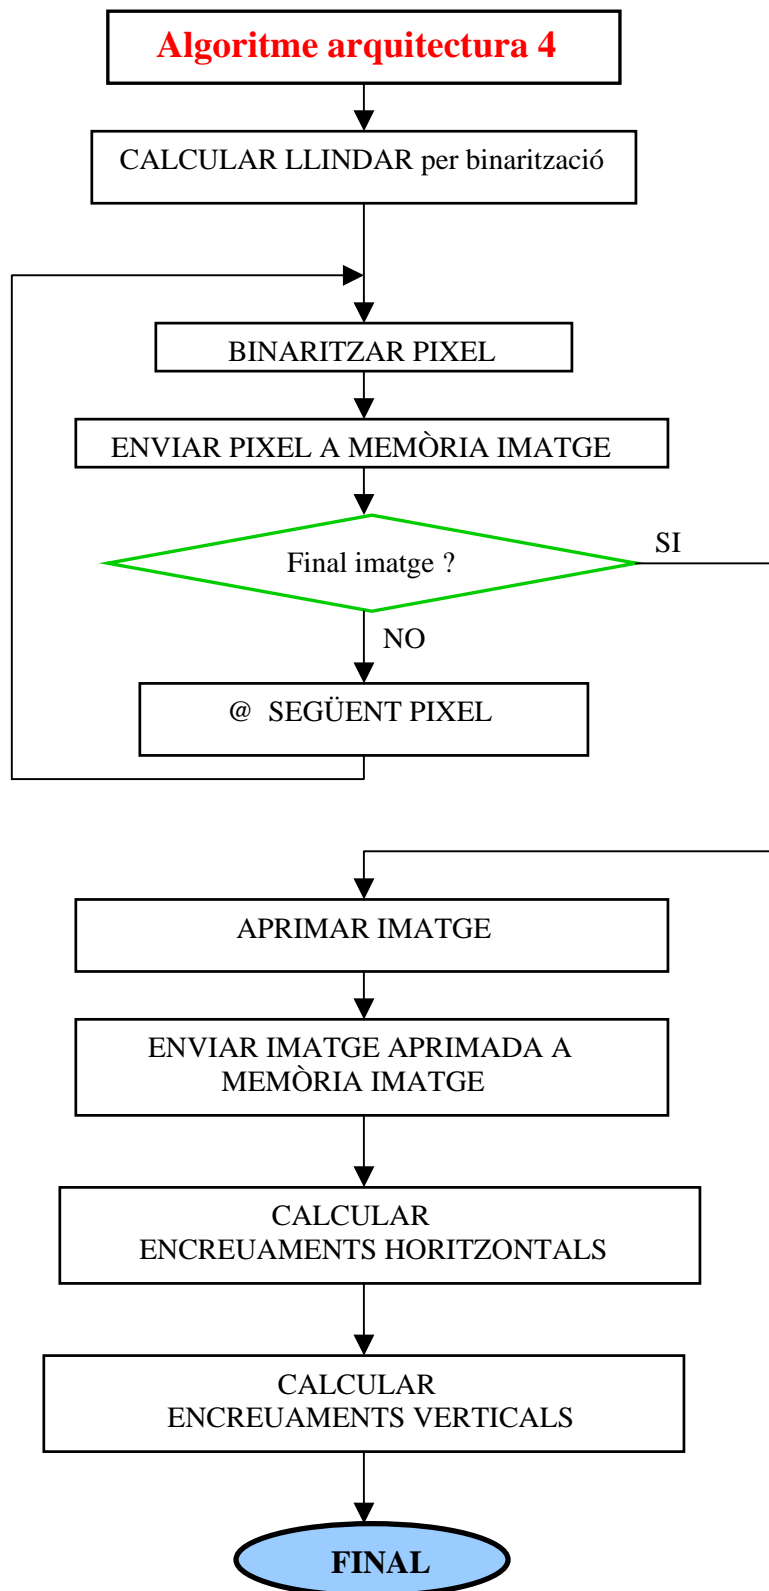 Algoritme arquitectura 4
CALCULAR LLINDAR per binarització
BINARITZAR PIXEL
ENVIAR PIXEL A MEMÒRIA IMATGE
Final imatge ?
SI
NO
@ SEGÜENT PIXEL
APRIMAR IMATGE
ENVIAR IMATGE APRIMADA A
MEMÒRIA IMATGE
CALCULAR
ENCREUAMENTS HORITZONTALS
CALCULAR
ENCREUAMENTS VERTICALS
FINAL